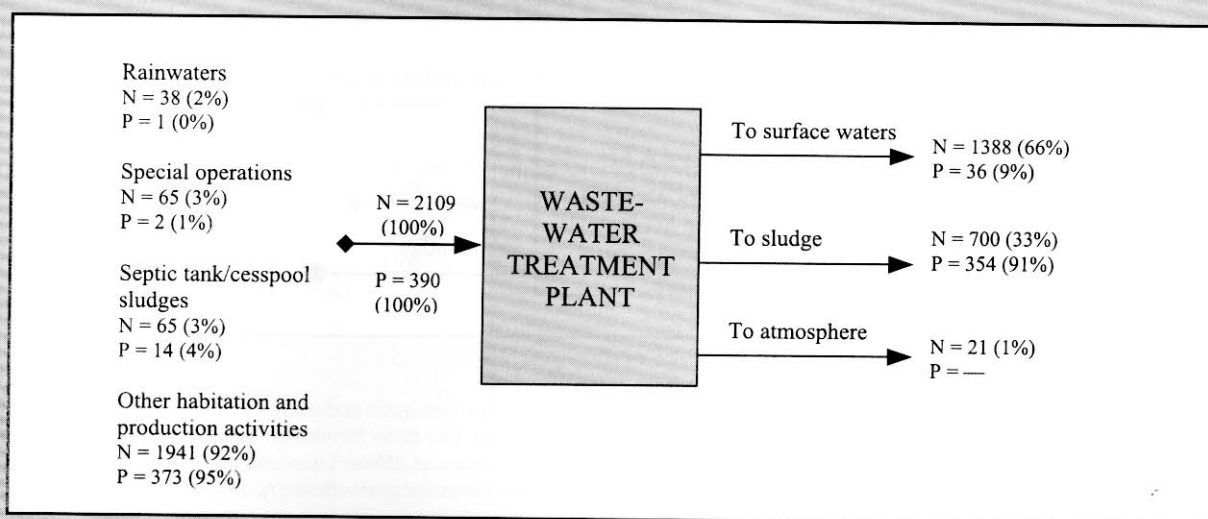 Rainwaters
N = 38 (2%)
P = 1 (0%)
Special operations
N = 65 (3%)
P = 2 (1%)
Septic tank/cesspool
sludges
N = 65 (3%)
P = 14 (4%)
Other habitation and
production activities
N = 1941 (92%)
P = 373 (95%)
N = 2109
(100%)
P = 390
(100%)
WASTE-
WATER
TREATMENT
PLANT
To surface waters
N = 1388 (66%)
P = 36 (9%)
To sludge
N = 700 (33%)
P = 354 (91%)
To atmosphere
N = 21 (1%)
P = —